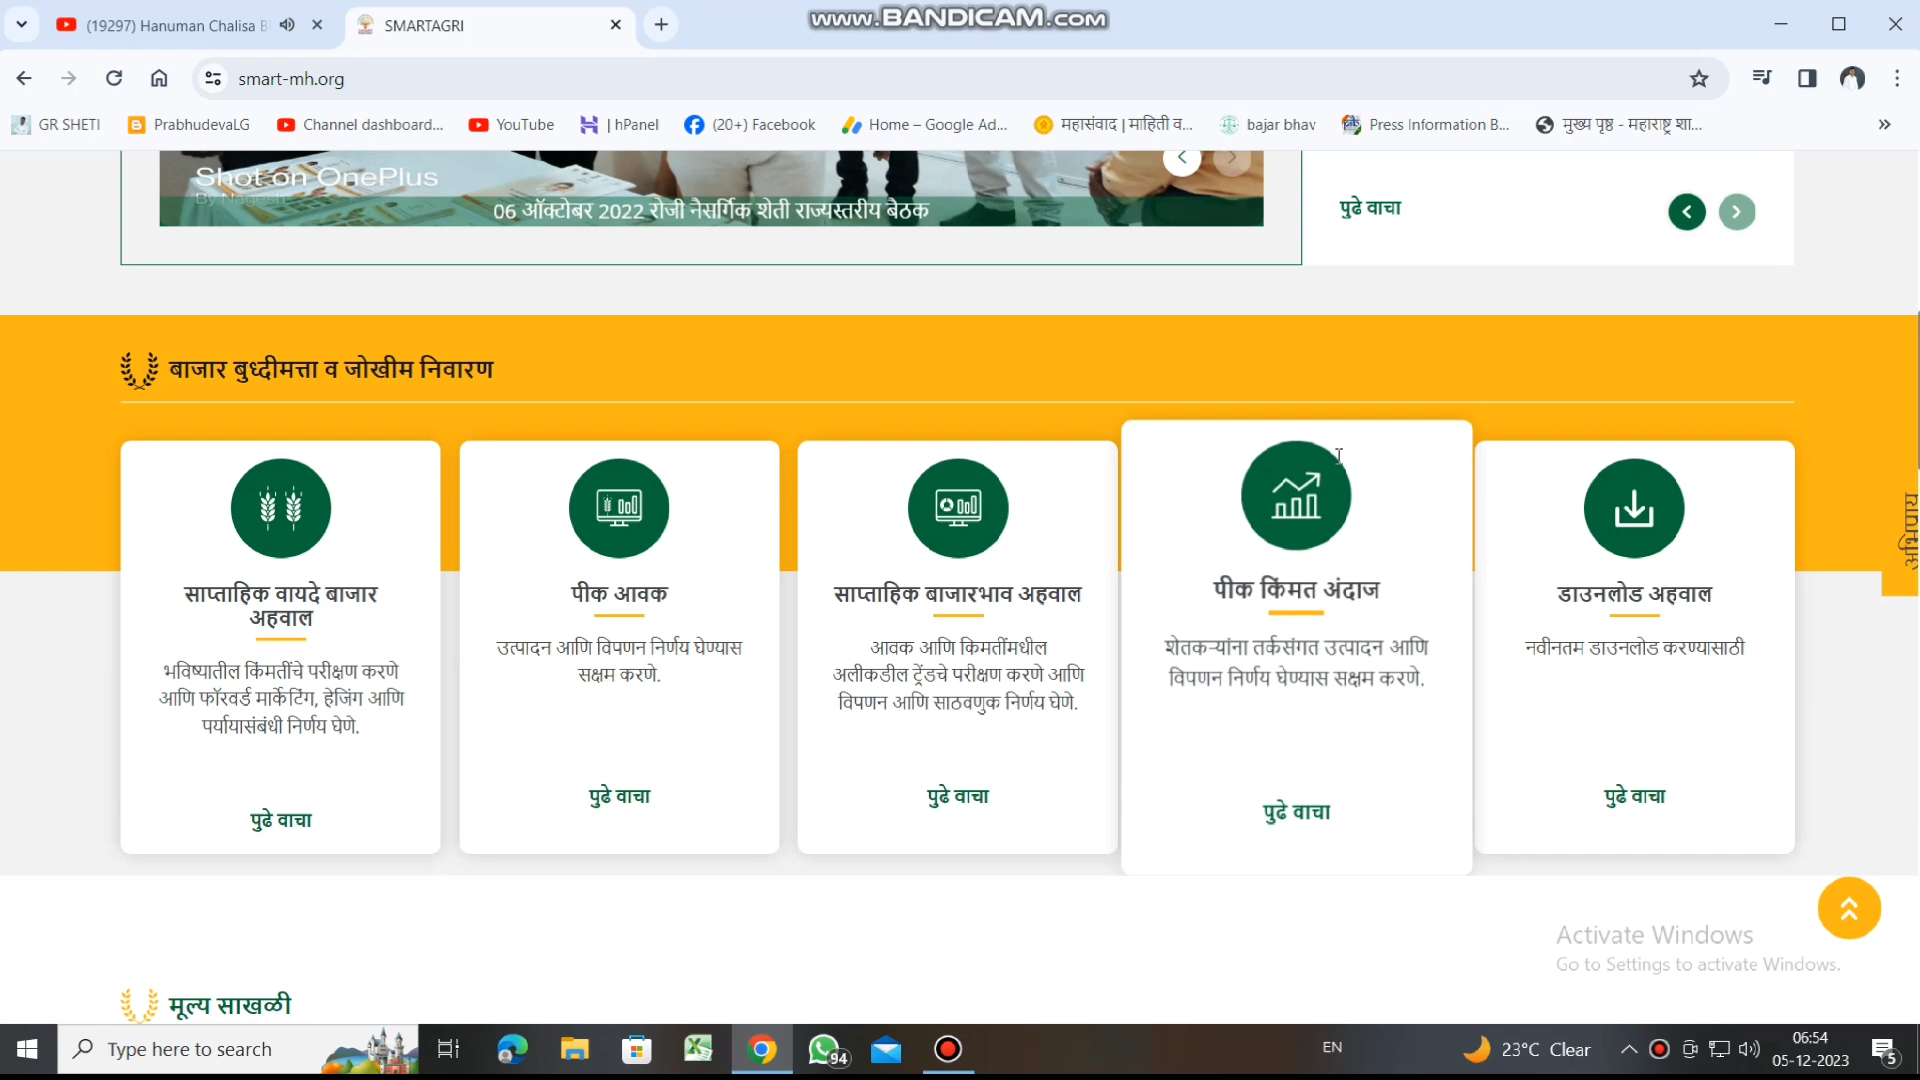 (19297) Hanuman Chalisa B
SMARTAGRI
www.BANDICAM.com
smart-mh.org
GR SHETI
PrabhudevaLG
Channel dashboard...
YouTube
| hPanel
(20+) Facebook
Home – Google Ad...
महासंवाद | माहिती व...
bajar bhav
Press Information B...
मुख्य पृष्ठ - महाराष्ट्र शा...
Shot on OnePlus
By Nagesh
06 ऑक्टोबर 2022 रोजी नैसर्गिक शेती राज्यस्तरीय बैठक
पुढे वाचा
बाजार बुध्दीमत्ता व जोखीम निवारण
साप्ताहिक वायदे बाजार
अहवाल
भविष्यातील किंमतींचे परीक्षण करणे
आणि फॉरवर्ड मार्केटिंग, हेजिंग आणि
पर्यायासंबंधी निर्णय घेणे.
पुढे वाचा
पीक आवक
उत्पादन आणि विपणन निर्णय घेण्यास
सक्षम करणे.
पुढे वाचा
साप्ताहिक बाजारभाव अहवाल
आवक आणि किमतींमधील
अलीकडील ट्रेंडचे परीक्षण करणे आणि
विपणन आणि साठवणुक निर्णय घेणे.
पुढे वाचा
पीक किंमत अंदाज
शेतकऱ्यांना तर्कसंगत उत्पादन आणि
विपणन निर्णय घेण्यास सक्षम करणे.
पुढे वाचा
डाउनलोड अहवाल
नवीनतम डाउनलोड करण्यासाठी
पुढे वाचा
Activate Windows
Go to Settings to activate Windows.
मूल्य साखळी
Type here to search
94
EN
23°C Clear
06:54
05-12-2023
5